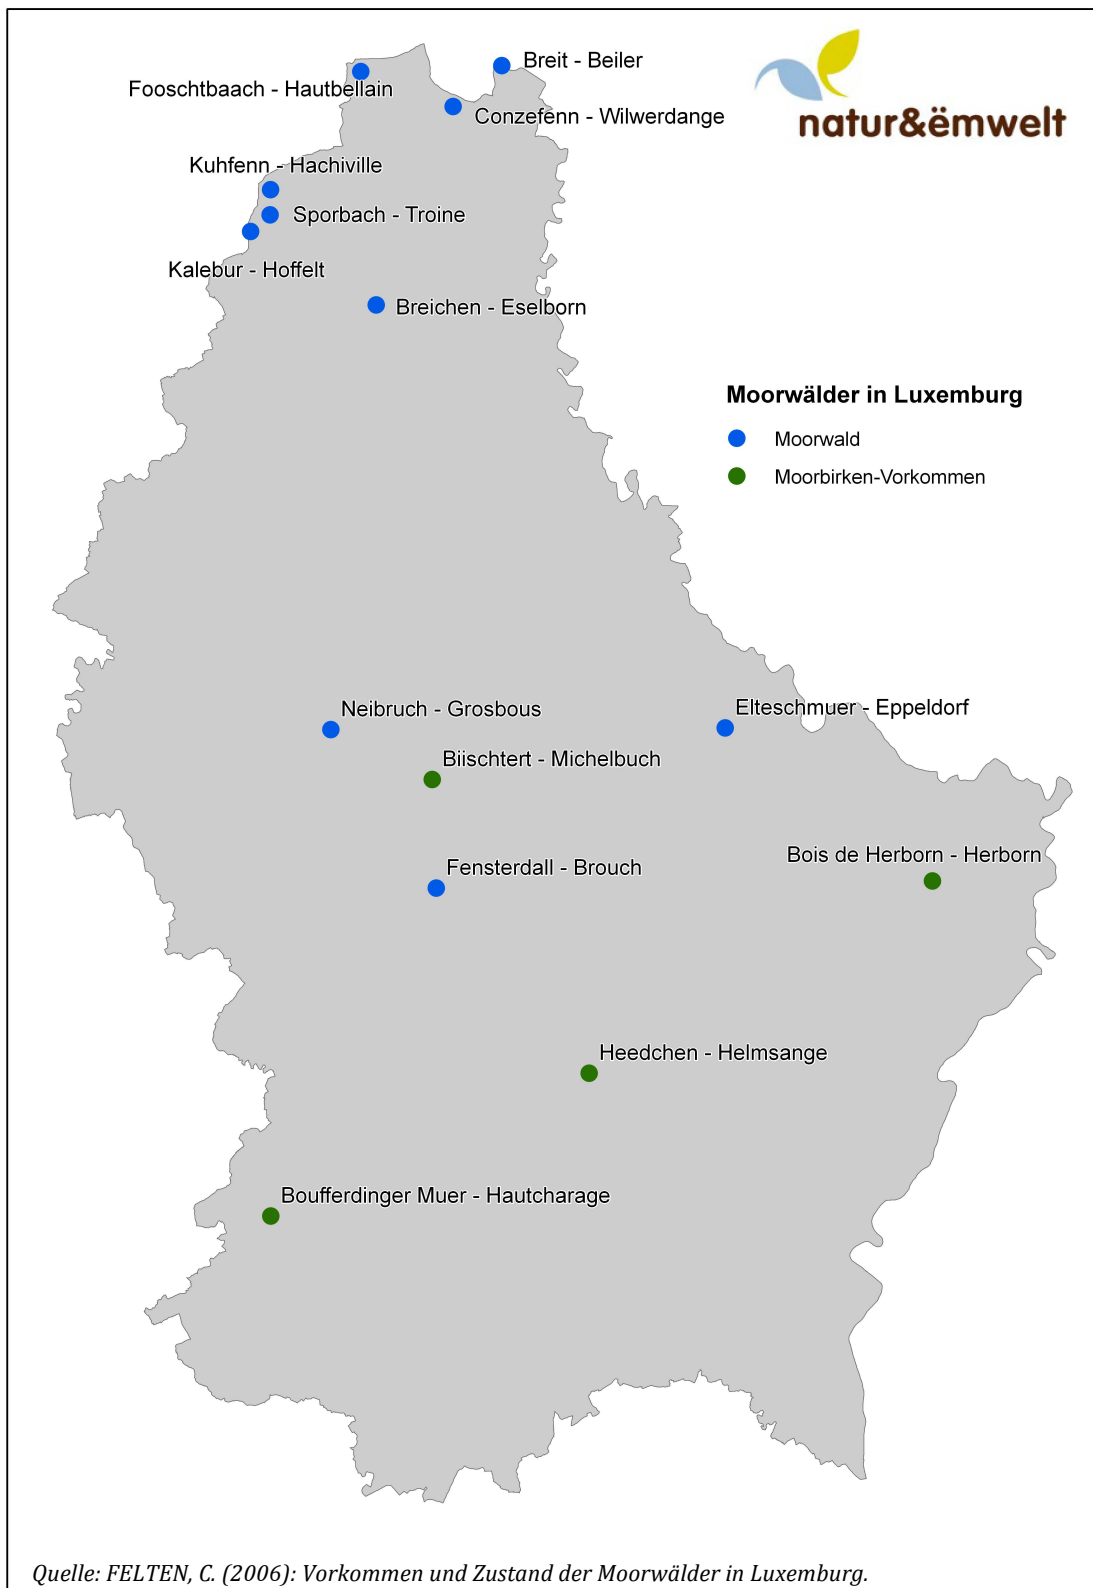 Breit - Beiler
Fooschtbaach - Hautbellain
Conzefenn - Wilwerdange
natur&ëmwelt
Kuhfenn - Hachiville
Sporbach - Troine
Kalebur - Hoffelt
Breichen - Eselborn
Moorwälder in Luxemburg
Moorwald
Moorbirken-Vorkommen
Neibruch - Grosbous
Elteschmuer - Eppeldorf
Biischtert - Michelbuch
Bois de Herborn - Herborn
Fensterdall - Brouch
Heedchen - Helmsange
Boufferdinger Muer - Hautcharage
Quelle: FELTEN, C. (2006): Vorkommen und Zustand der Moorwälder in Luxemburg.